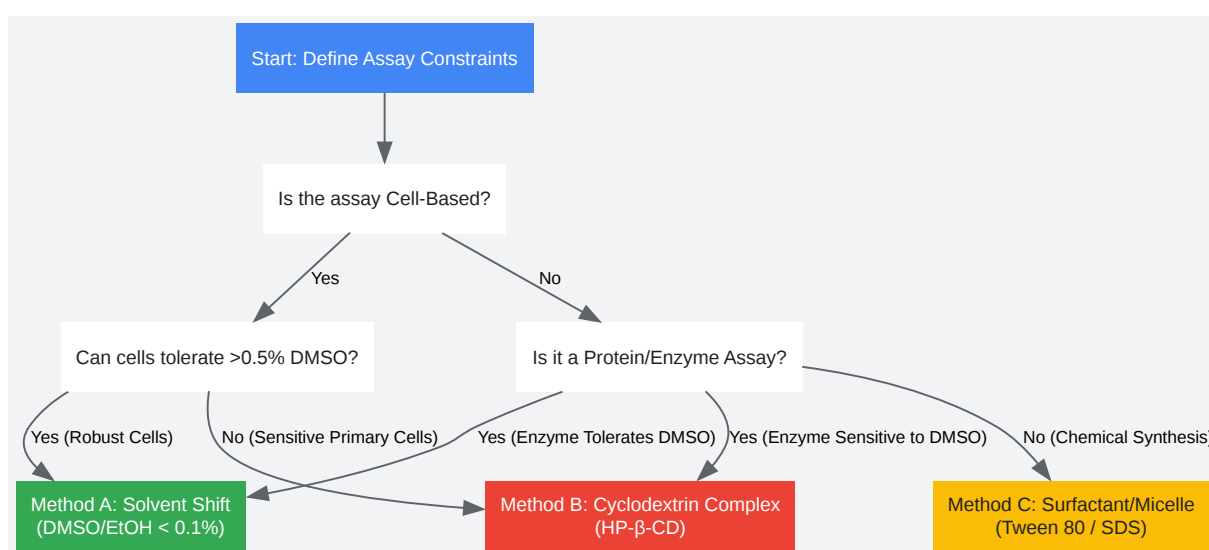 Start: Define Assay Constraints
Is the assay Cell-Based?
Yes
No
Can cells tolerate >0.5% DMSO?
Is it a Protein/Enzyme Assay?
Yes (Robust Cells)
No (Sensitive Primary Cells)
Yes (Enzyme Tolerates DMSO)
Yes (Enzyme Sensitive to DMSO)
No (Chemical Synthesis)
Method A: Solvent Shift
(DMSO/EtOH < 0.1%)
Method B: Cyclodextrin Complex
(HP-β-CD)
Method C: Surfactant/Micelle
(Tween 80 / SDS)